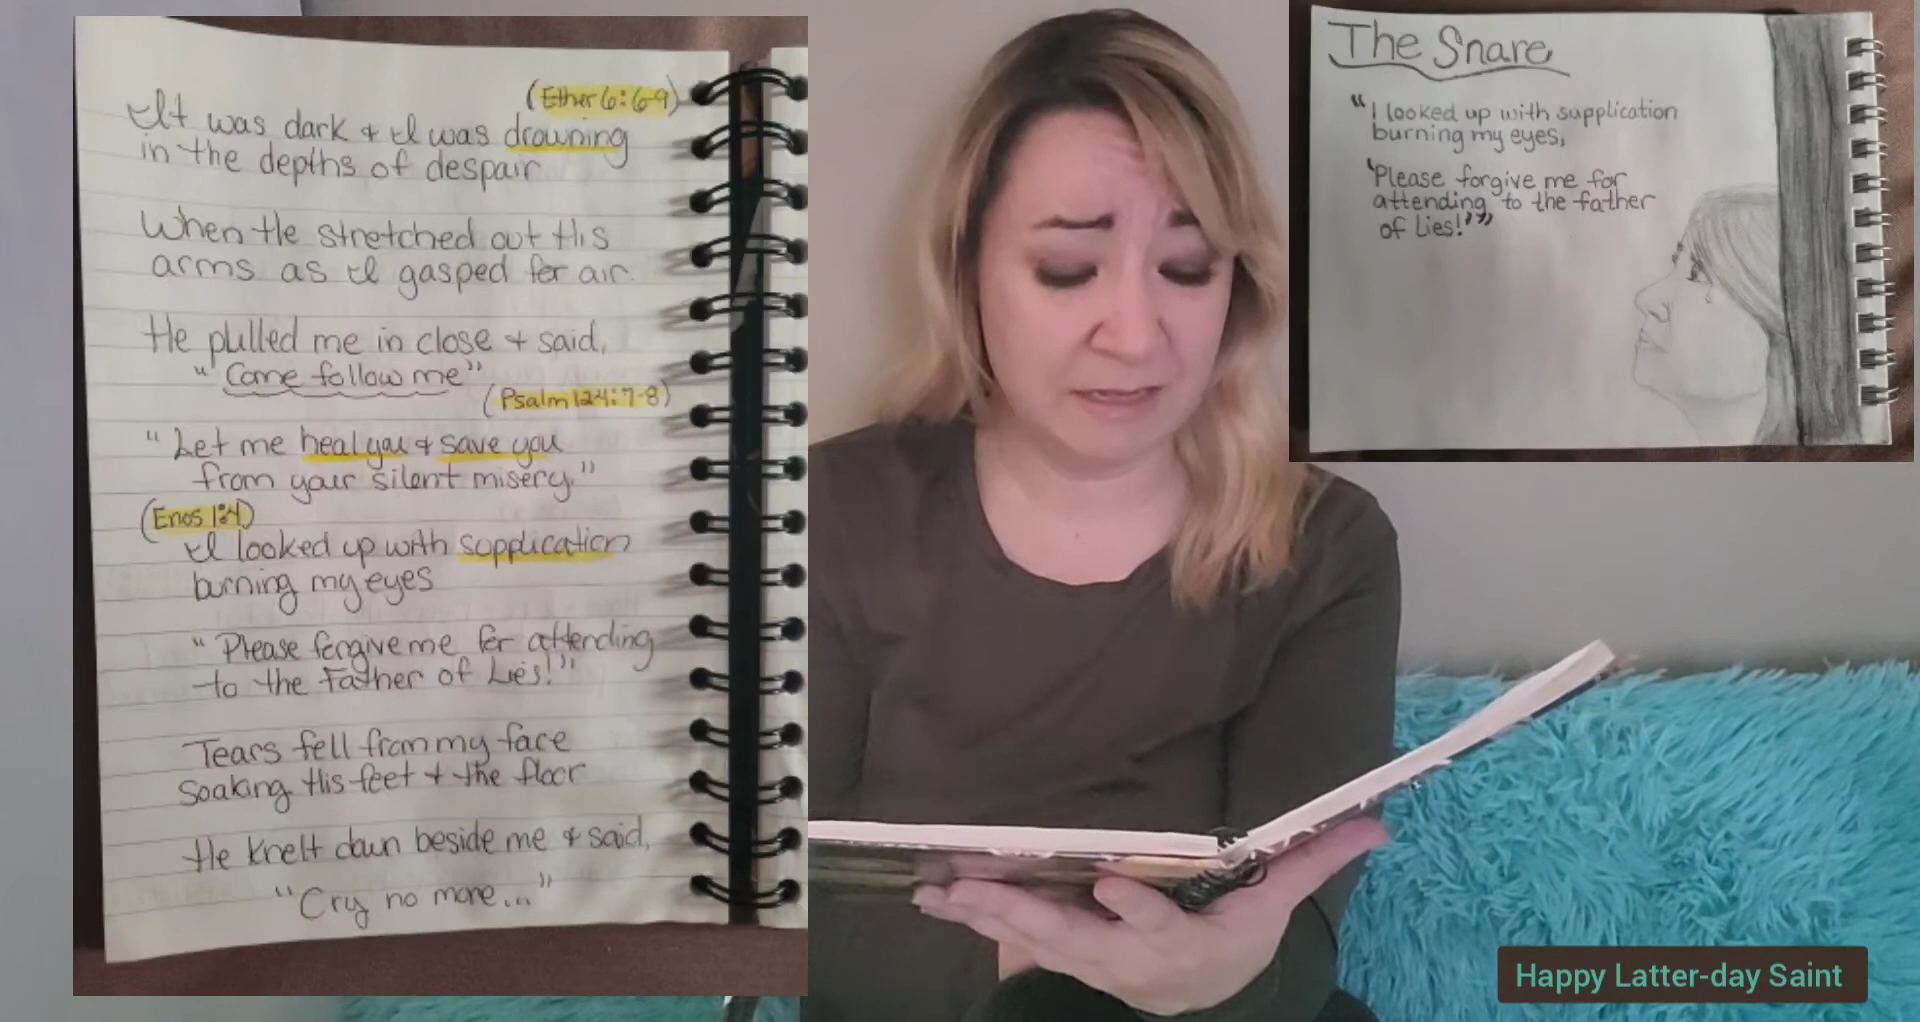 (Ether 6:6-9)
It was dark & I was drowning
in the depths of despair
When He stretched out His
arms as I gasped for air.
He pulled me in close & said,
"Come follow me"
(Psalm 124:7-8)
"Let me heal you & save you
from your silent misery."
(Enos 1:4)
I looked up with supplication
burning my eyes
"Please forgive me for attending
to the Father of Lies!"
Tears fell from my face
soaking His feet & the floor
He knelt down beside me & said,
"Cry no more..."
The Snare
"I looked up with supplication
burning my eyes,
'Please forgive me for
attending to the father
of Lies!'"
Happy Latter-day Saint